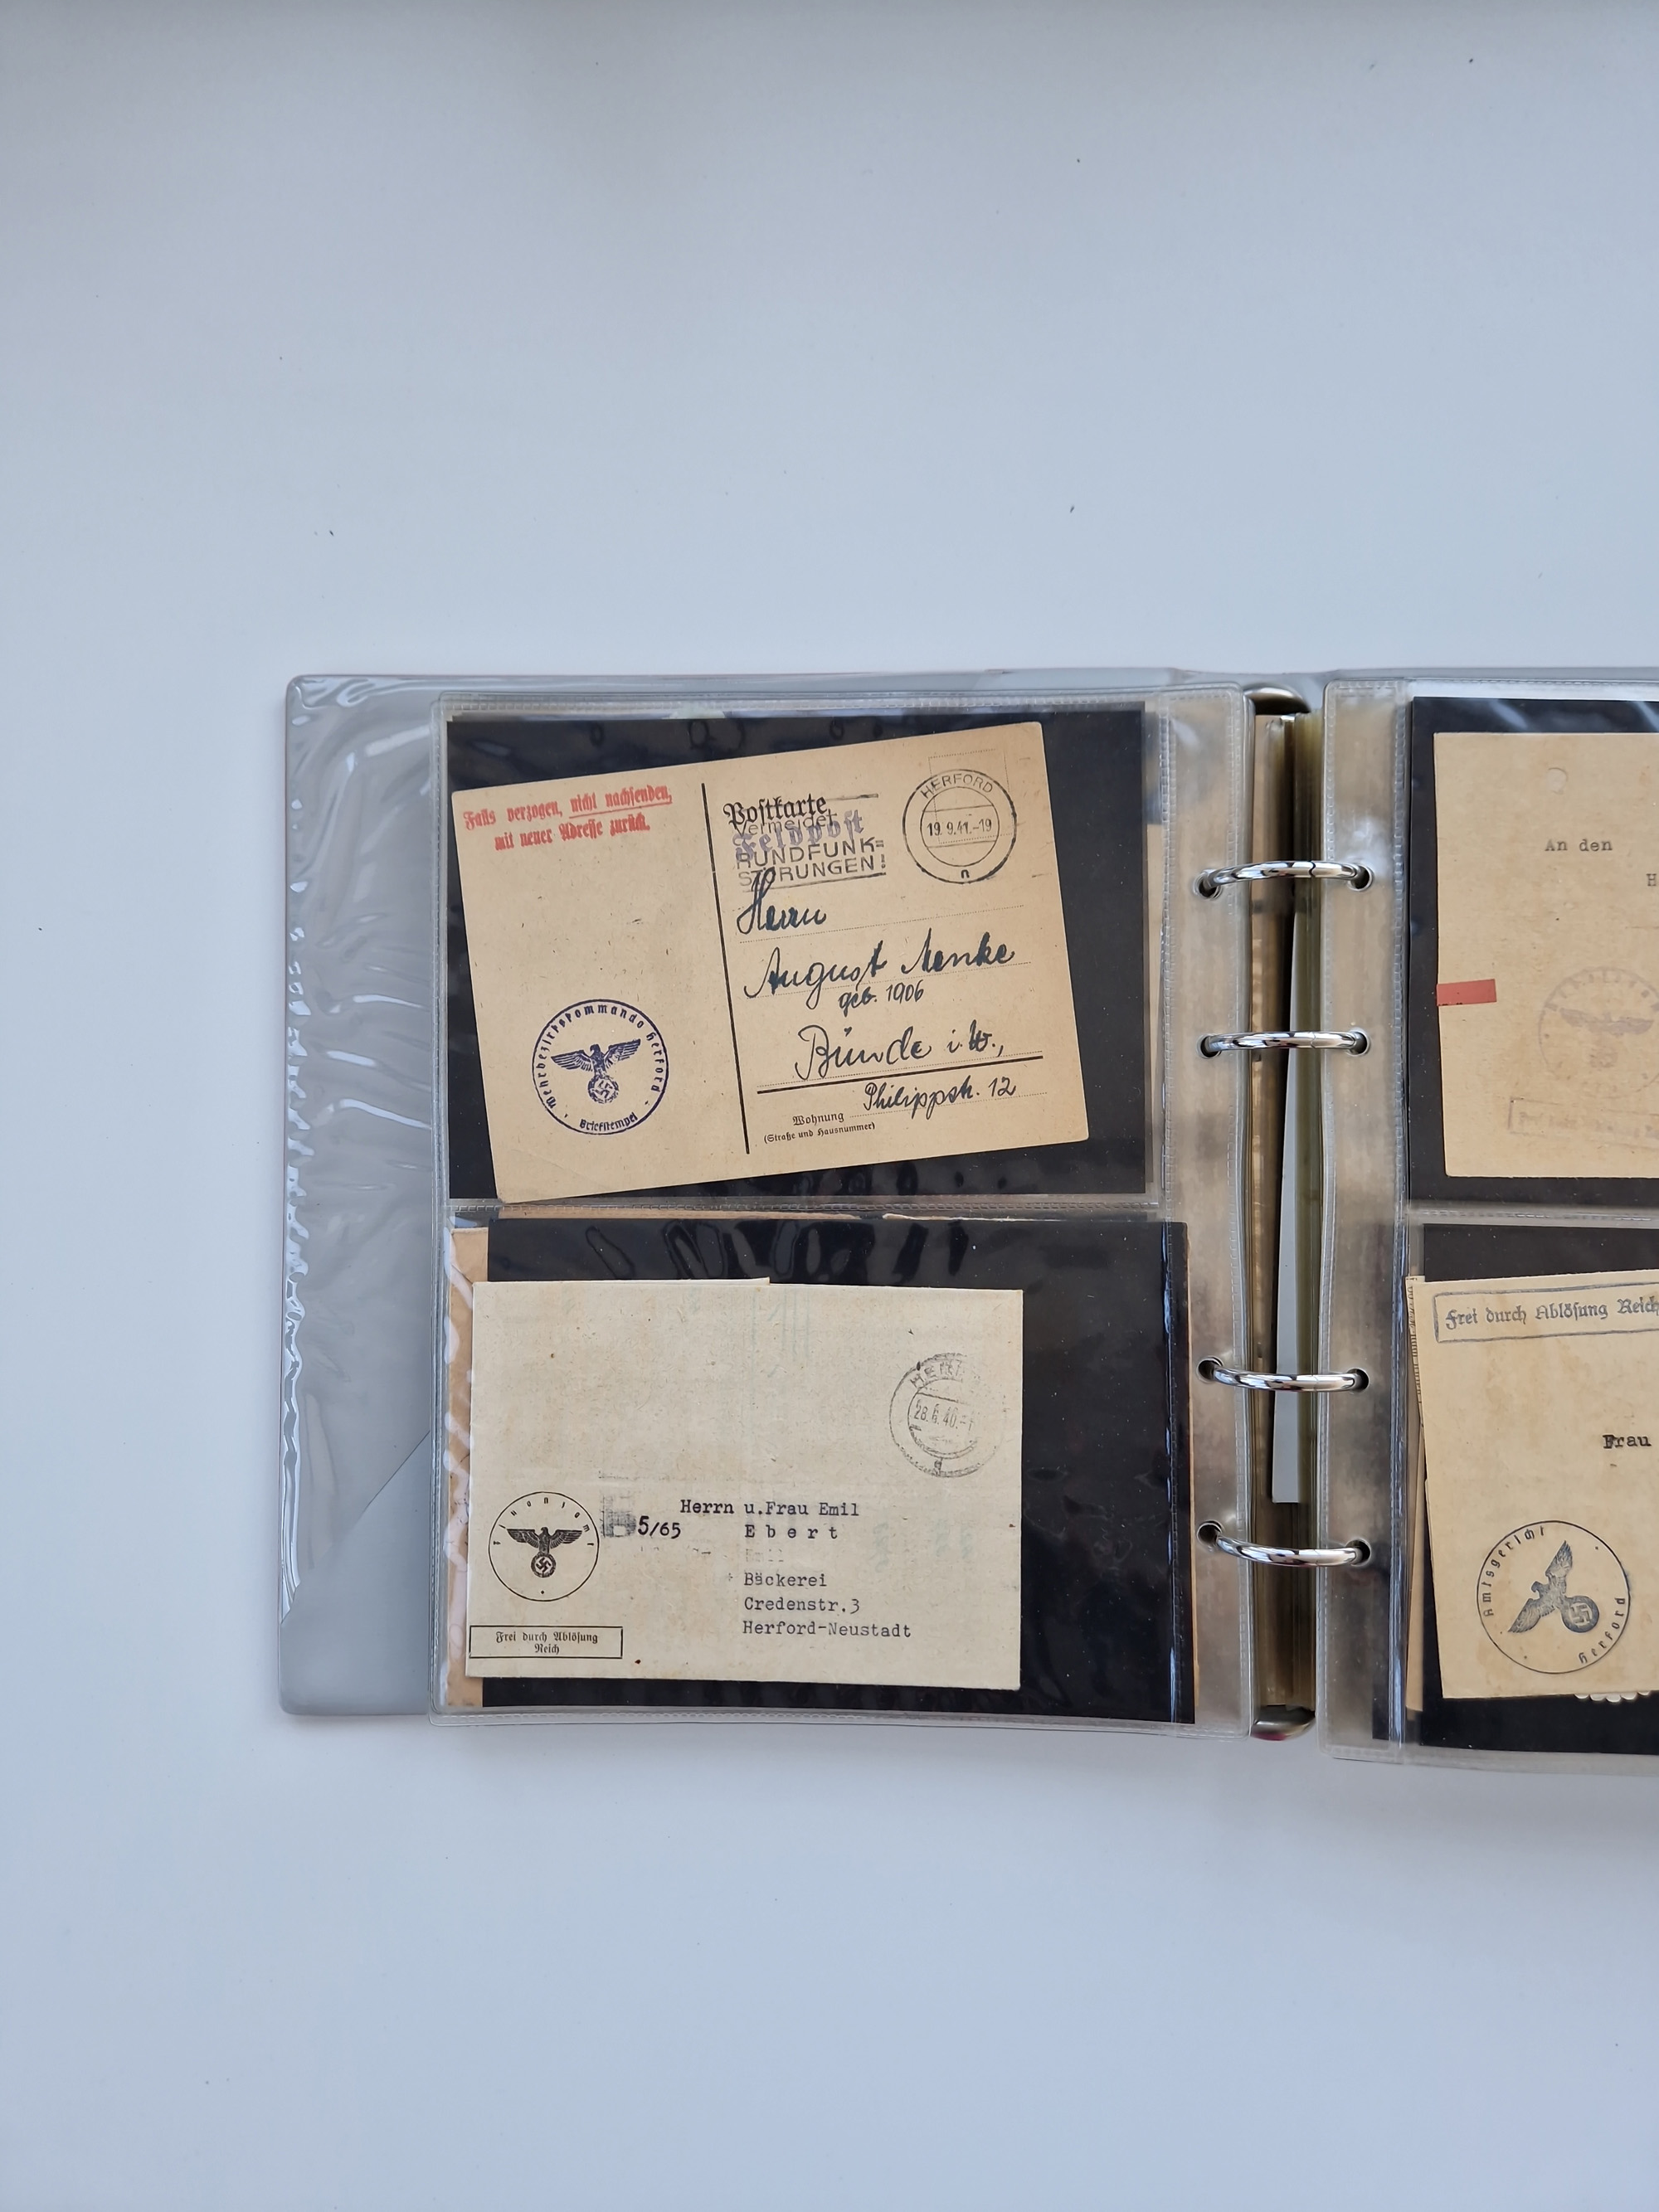 Falls verzogen, nicht nachsenden,
mit neuer Adresse zurück.
Postkarte
Vermeidet
Feldpost
RUNDFUNK=
STÖRUNGEN!
HERFORD
19.9.41.-19
n
Herrn
August Menke
geb. 1906
Bünde i.W.,
Philippstr. 12
Wohnung
(Straße und Hausnummer)
Wehrbezirkskommando Herford
Briefstempel
28.6.40.-1
Finanzamt
5/65
Herrn u.Frau Emil
Ebert
Bäckerei
Credenstr.3
Herford-Neustadt
Frei durch Ablösung
Reich
An den
H
Frei durch Ablösung Reich
Frau
Amtsgericht
Herford